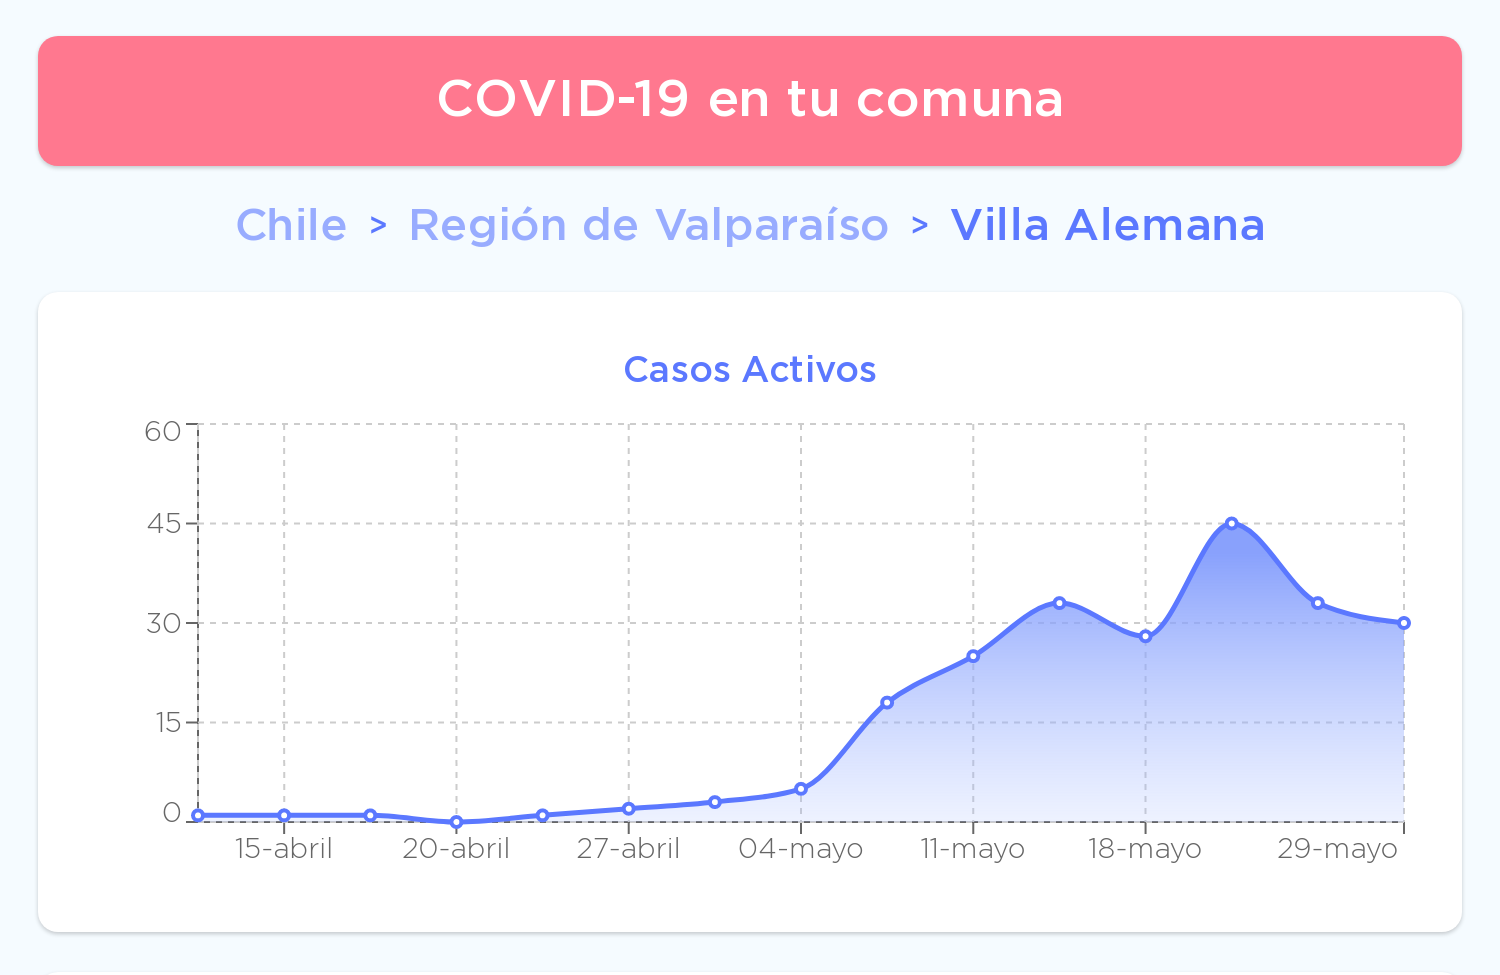 COVID-19 en tu comuna
Chile > Región de Valparaíso > Villa Alemana
Casos Activos
60
45
30
15
0
15-abril 20-abril 27-abril 04-mayo 11-mayo 18-mayo 29-mayo